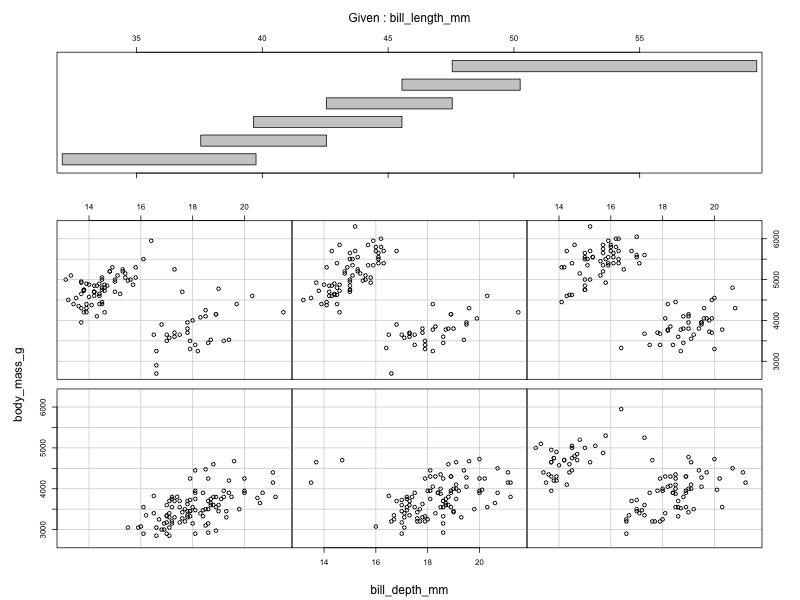 Given : bill_length_mm
35 40 45 50 55
14 16 18 20 14 16 18 20
3000 4000 5000 6000
body_mass_g
3000 4000 5000 6000
14 16 18 20
bill_depth_mm